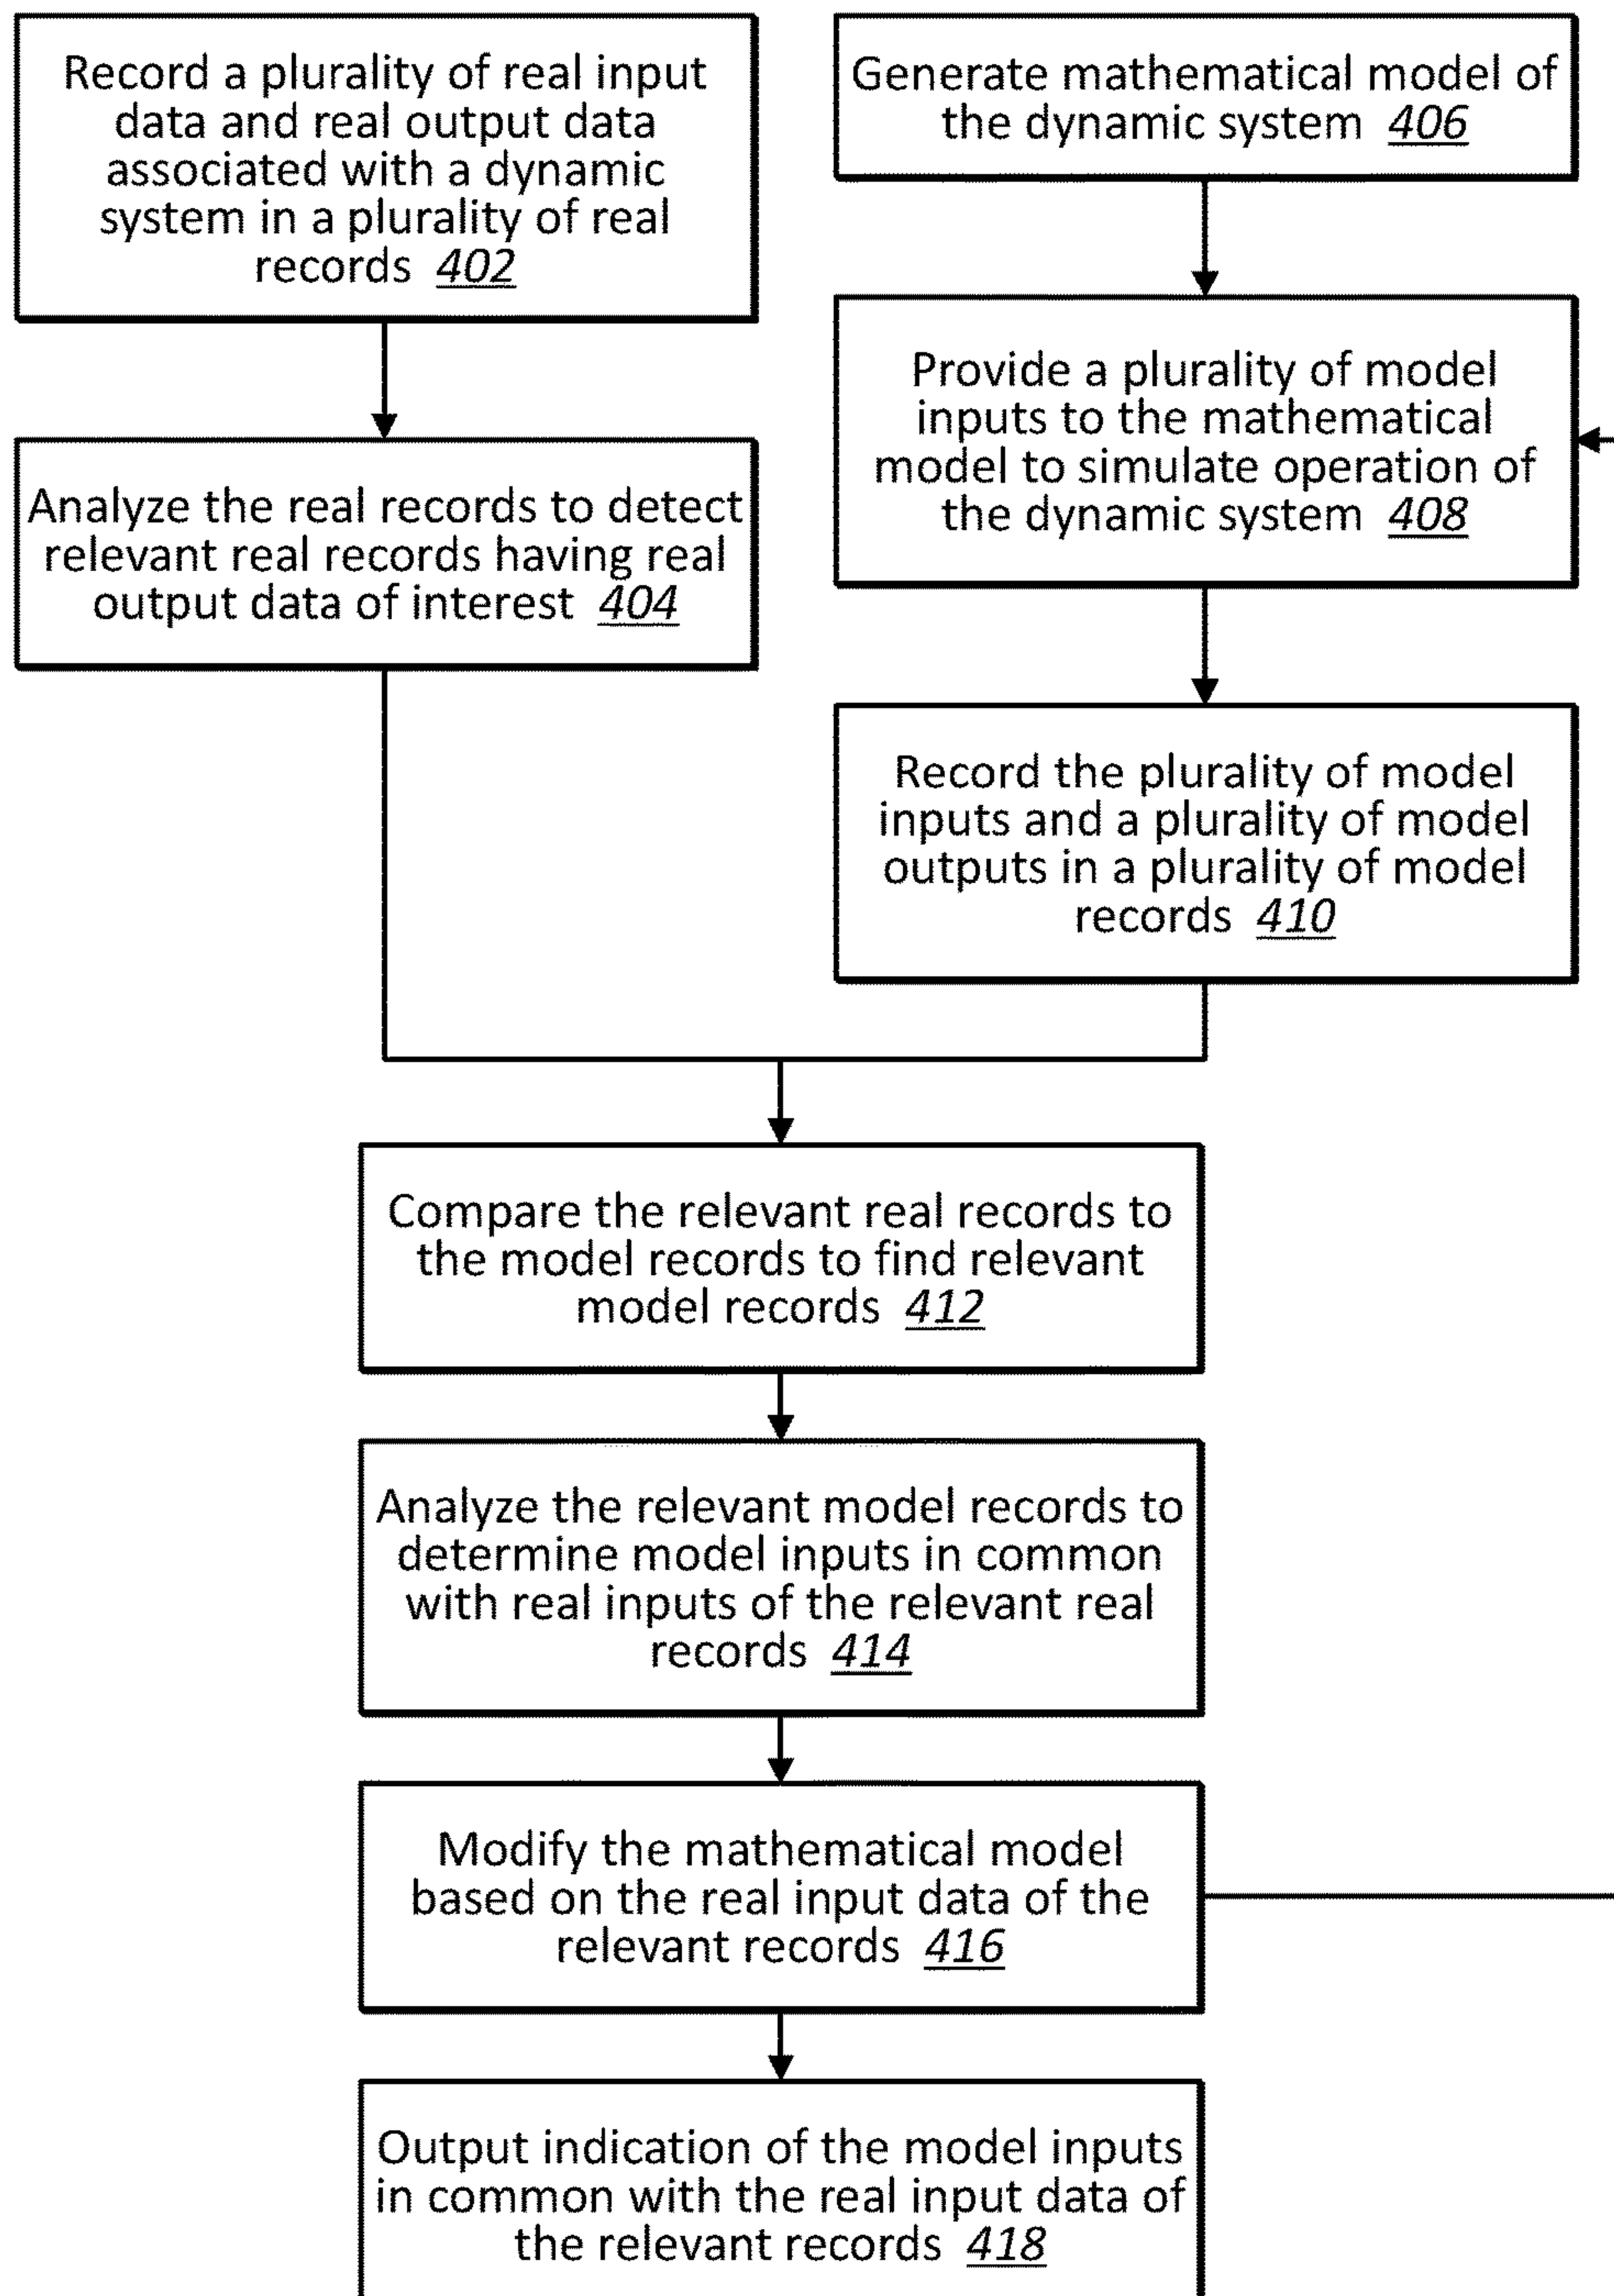 Record a plurality of real input
data and real output data
associated with a dynamic
system in a plurality of real
records 402
Analyze the real records to detect
relevant real records having real
output data of interest 404
Generate mathematical model of
the dynamic system 406
Provide a plurality of model
inputs to the mathematical
model to simulate operation of
the dynamic system 408
Record the plurality of model
inputs and a plurality of model
outputs in a plurality of model
records 410
Compare the relevant real records to
the model records to find relevant
model records 412
Analyze the relevant model records to
determine model inputs in common
with real inputs of the relevant real
records 414
Modify the mathematical model
based on the real input data of the
relevant records 416
Output indication of the model inputs
in common with the real input data of
the relevant records 418